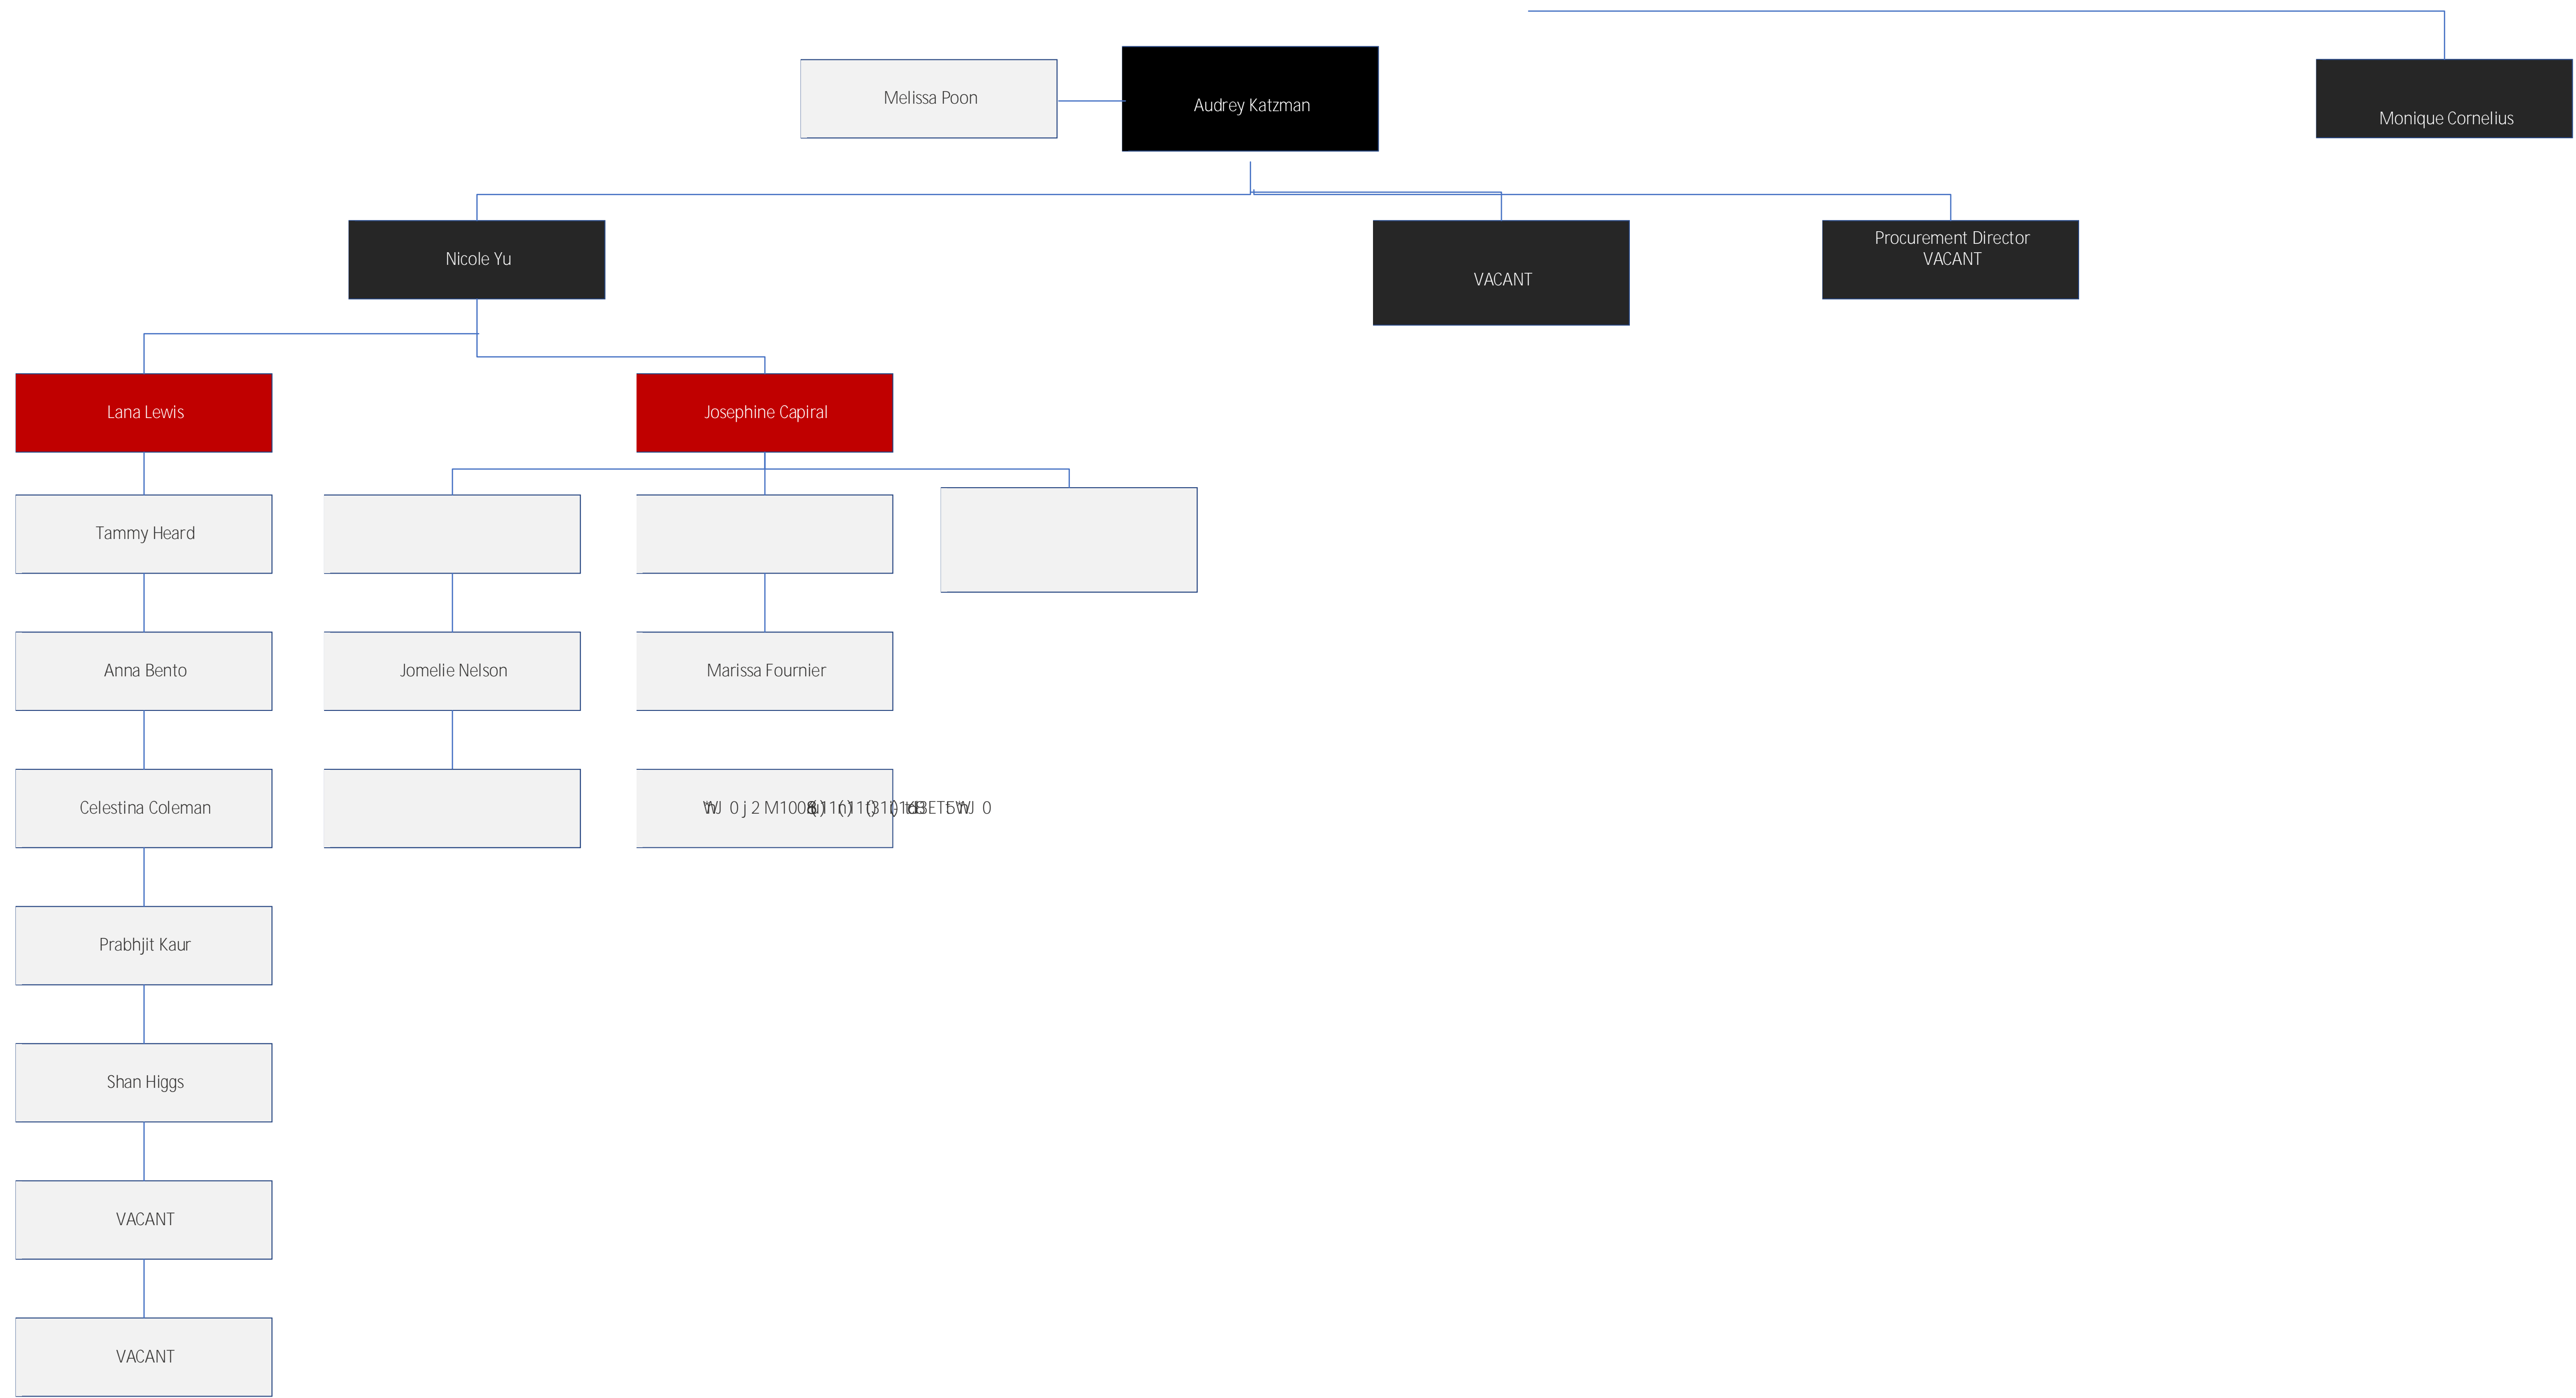 Melissa Poon
Audrey Katzman
Monique Cornelius
Nicole Yu
VACANT
Procurement Director
VACANT
Lana Lewis
Josephine Capiral
Tammy Heard
Anna Bento
Jomelie Nelson
Marissa Fournier
Celestina Coleman
Prabhjit Kaur
Shan Higgs
VACANT
VACANT